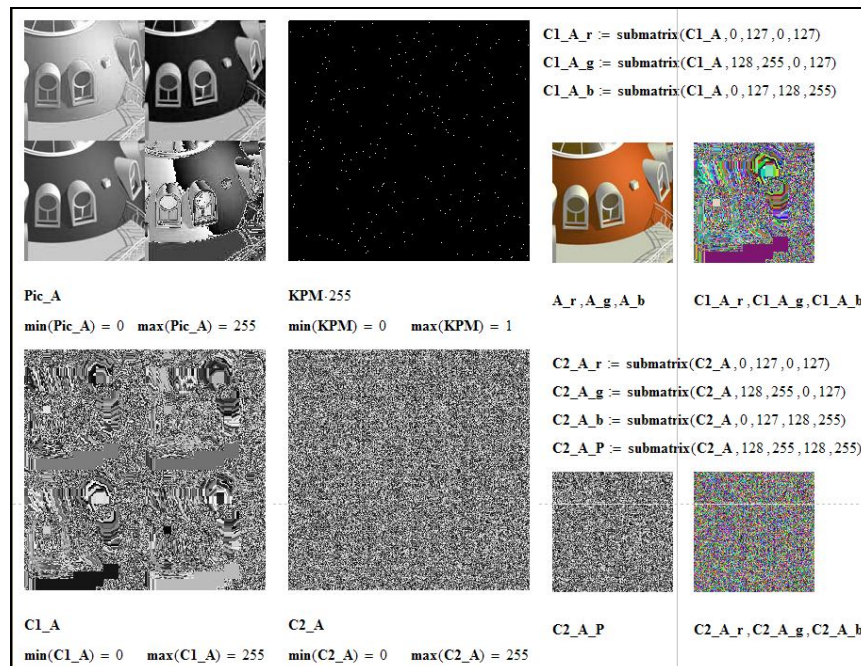 C1_A_r := submatrix(C1_A,0,127,0,127)
C1_A_g := submatrix(C1_A,128,255,0,127)
C1_A_b := submatrix(C1_A,0,127,128,255)
Pic_A
KPM·255
A_r,A_g,A_b
C1_A_r,C1_A_g,C1_A_b
min(Pic_A) = 0 max(Pic_A) = 255
min(KPM) = 0 max(KPM) = 1
C2_A_r := submatrix(C2_A,0,127,0,127)
C2_A_g := submatrix(C2_A,128,255,0,127)
C2_A_b := submatrix(C2_A,0,127,128,255)
C2_A_P := submatrix(C2_A,128,255,128,255)
C1_A
C2_A
C2_A_P
C2_A_r,C2_A_g,C2_A_b
min(C1_A) = 0 max(C1_A) = 255
min(C2_A) = 0 max(C2_A) = 255